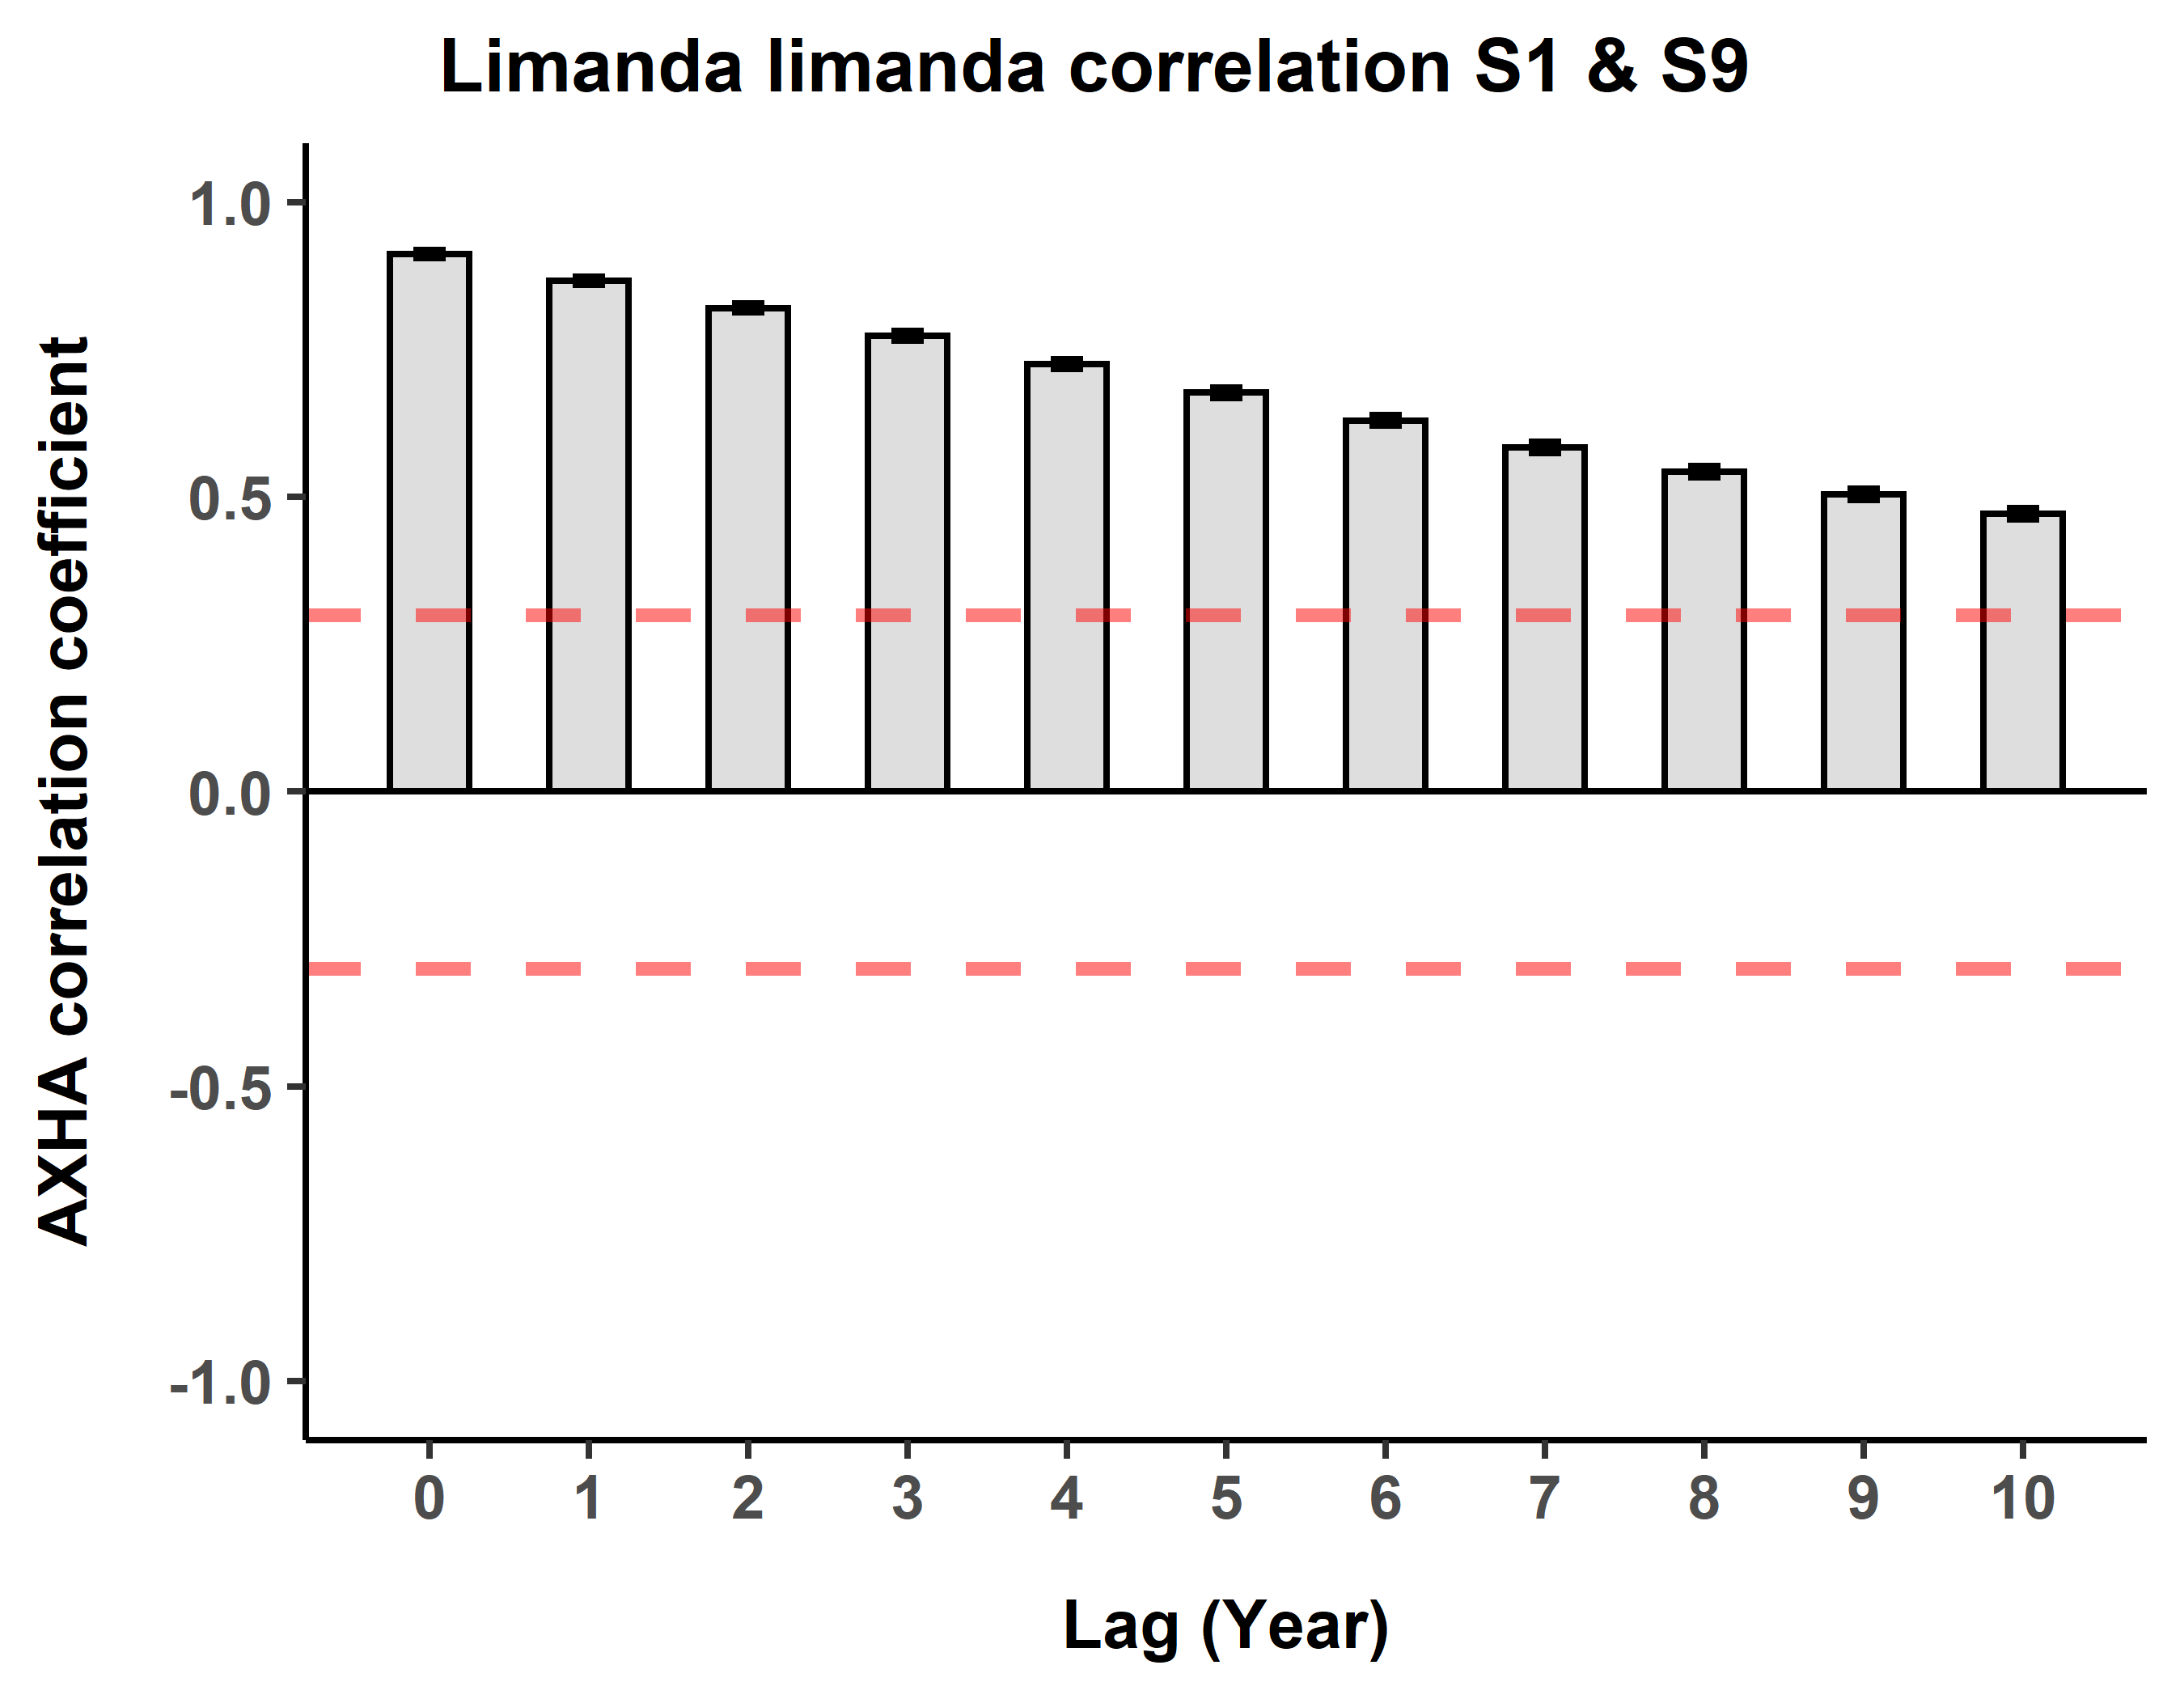 Limanda limanda correlation S1 & S9
AXHA correlation coefficient
1.0
0.5
0.0
-0.5
-1.0
0 1 2 3 4 5 6 7 8 9 10
Lag (Year)